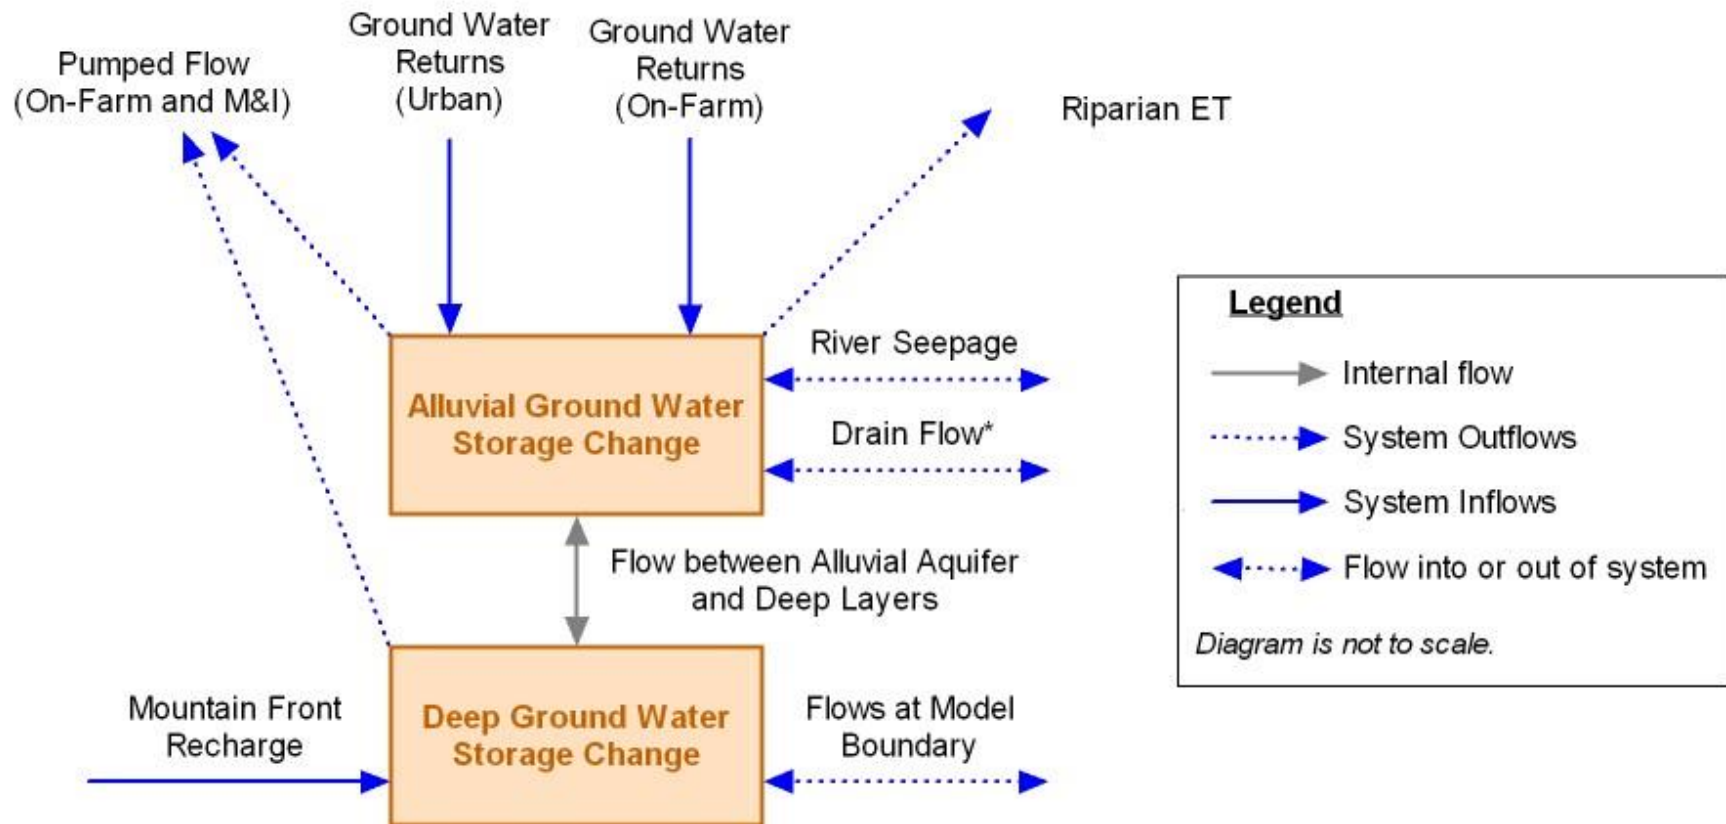 Pumped Flow
(On-Farm and M&I)
Ground Water
Returns
(Urban)
Ground Water
Returns
(On-Farm)
Riparian ET
River Seepage
Drain Flow*
Alluvial Ground Water
Storage Change
Flow between Alluvial Aquifer
and Deep Layers
Mountain Front
Recharge
Deep Ground Water
Storage Change
Flows at Model
Boundary
Legend
Internal flow
System Outflows
System Inflows
Flow into or out of system
Diagram is not to scale.